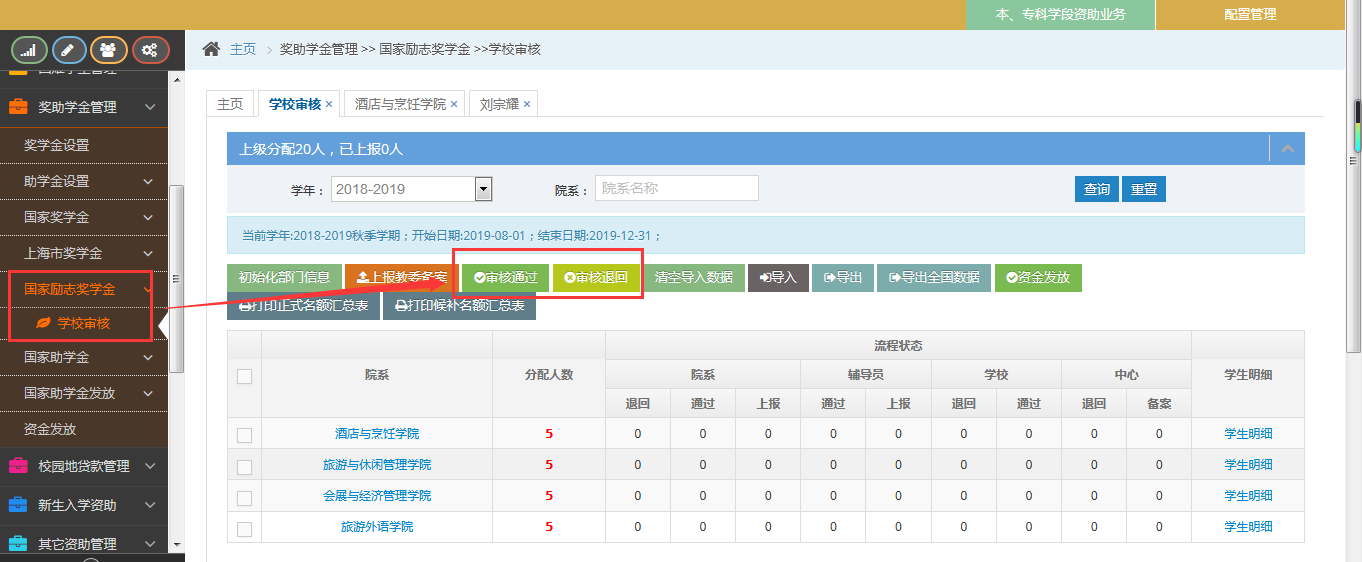 本、专科学段资助业务 配置管理
主页 奖助学金管理 >> 国家励志奖学金 >>学校审核
奖助学金管理
奖学金设置
助学金设置
国家奖学金
上海市奖学金
国家励志奖学金
学校审核
国家助学金
国家助学金发放
资金发放
校园地贷款管理
新生入学资助
其它资助管理
主页 学校审核 × 酒店与烹饪学院 × 刘宗耀 ×
上级分配20人，已上报0人
学年： 2018-2019 院系： 院系名称 查询 重置
当前学年:2018-2019秋季学期；开始日期:2019-08-01；结束日期:2019-12-31；
初始化部门信息 上报教委备案 审核通过 审核退回 清空导入数据 导入 导出 导出全国数据 资金发放
打印正式名额汇总表 打印候补名额汇总表
院系 分配人数 流程状态 学生明细
院系 辅导员 学校 中心
退回 通过 上报 通过 上报 退回 通过 退回 备案
酒店与烹饪学院 5 0 0 0 0 0 0 0 0 0 学生明细
旅游与休闲管理学院 5 0 0 0 0 0 0 0 0 0 学生明细
会展与经济管理学院 5 0 0 0 0 0 0 0 0 0 学生明细
旅游外语学院 5 0 0 0 0 0 0 0 0 0 学生明细